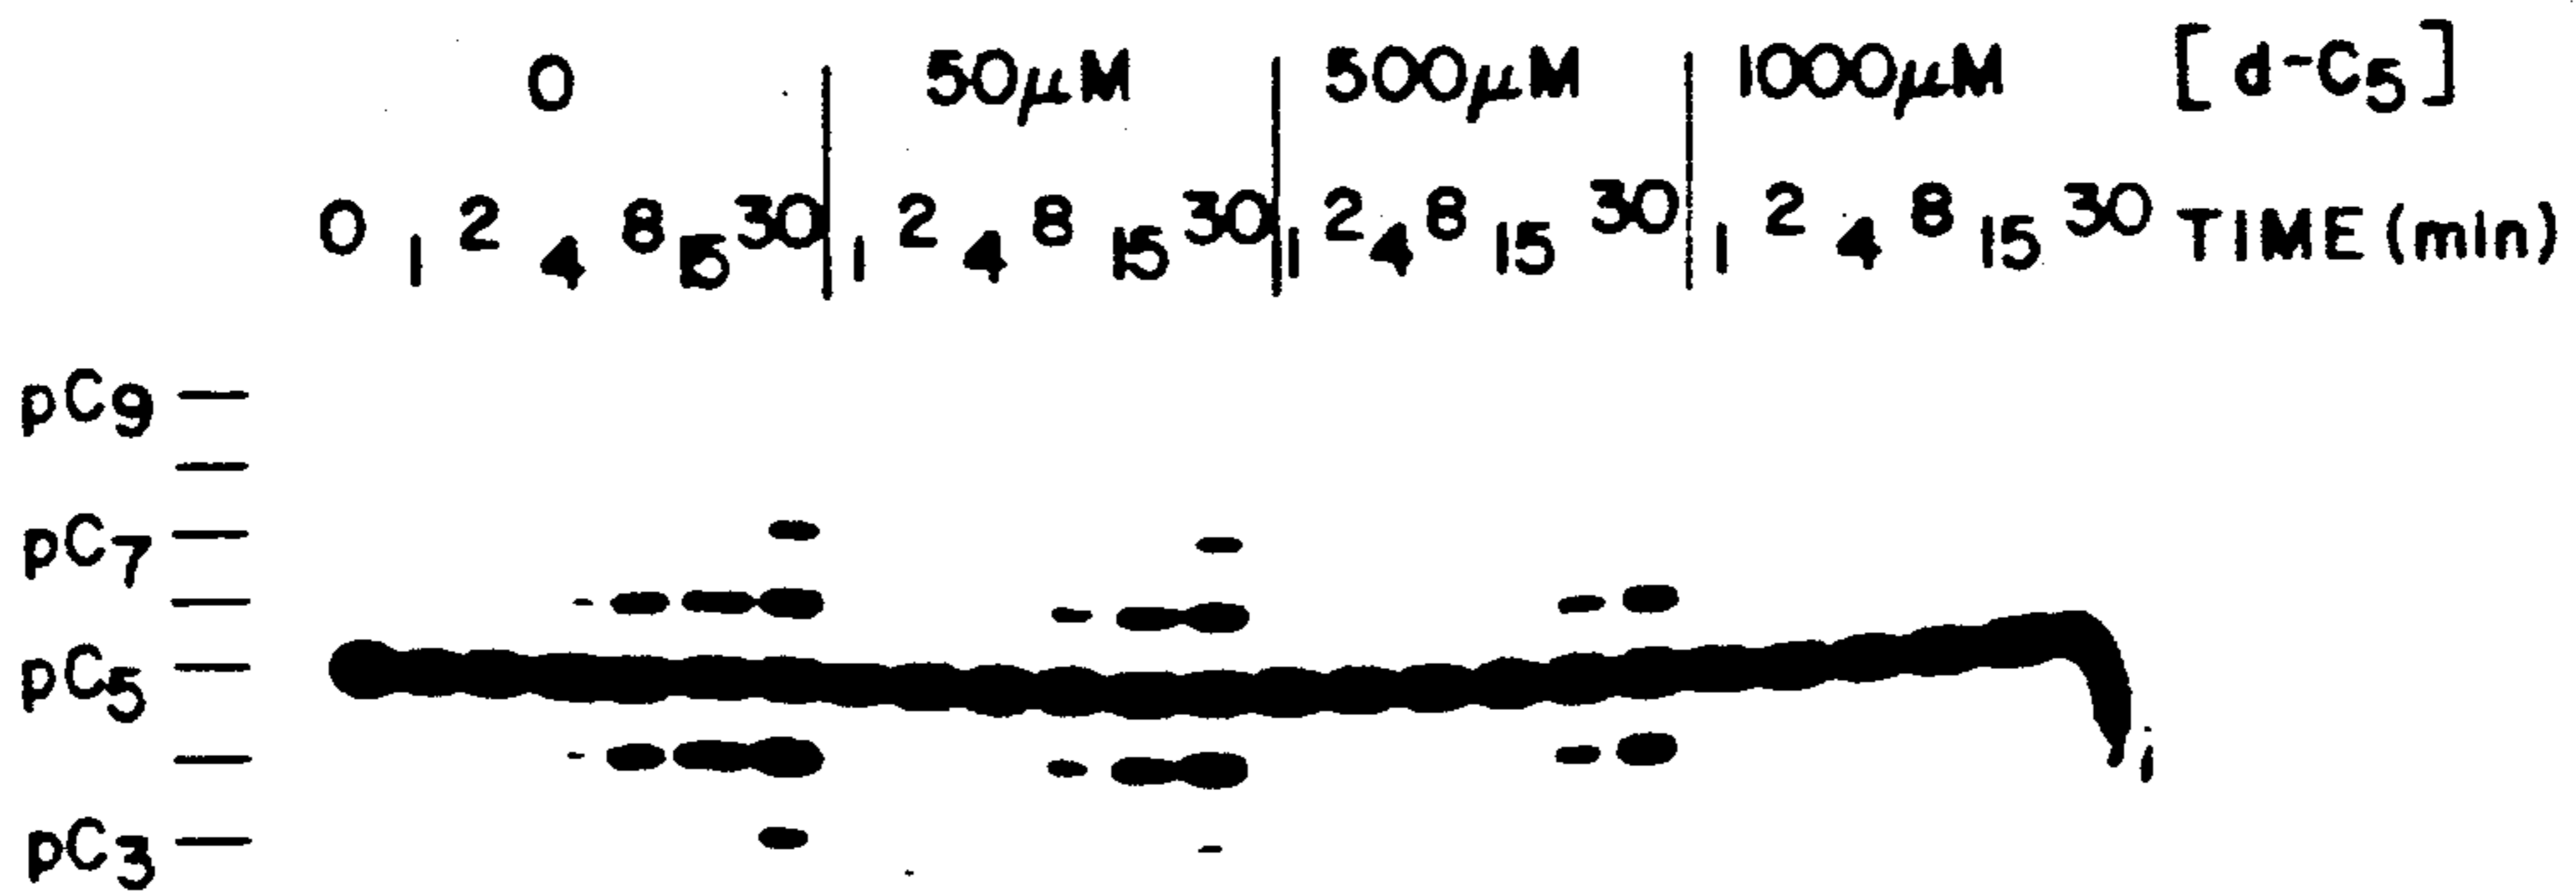 0 50μM 500μM 1000μM [d-C5]
0 1 2 4 8 15 30 1 2 4 8 15 30 1 2 4 8 15 30 1 2 4 8 15 30 TIME (min)
pC9
pC7
pC5
pC3